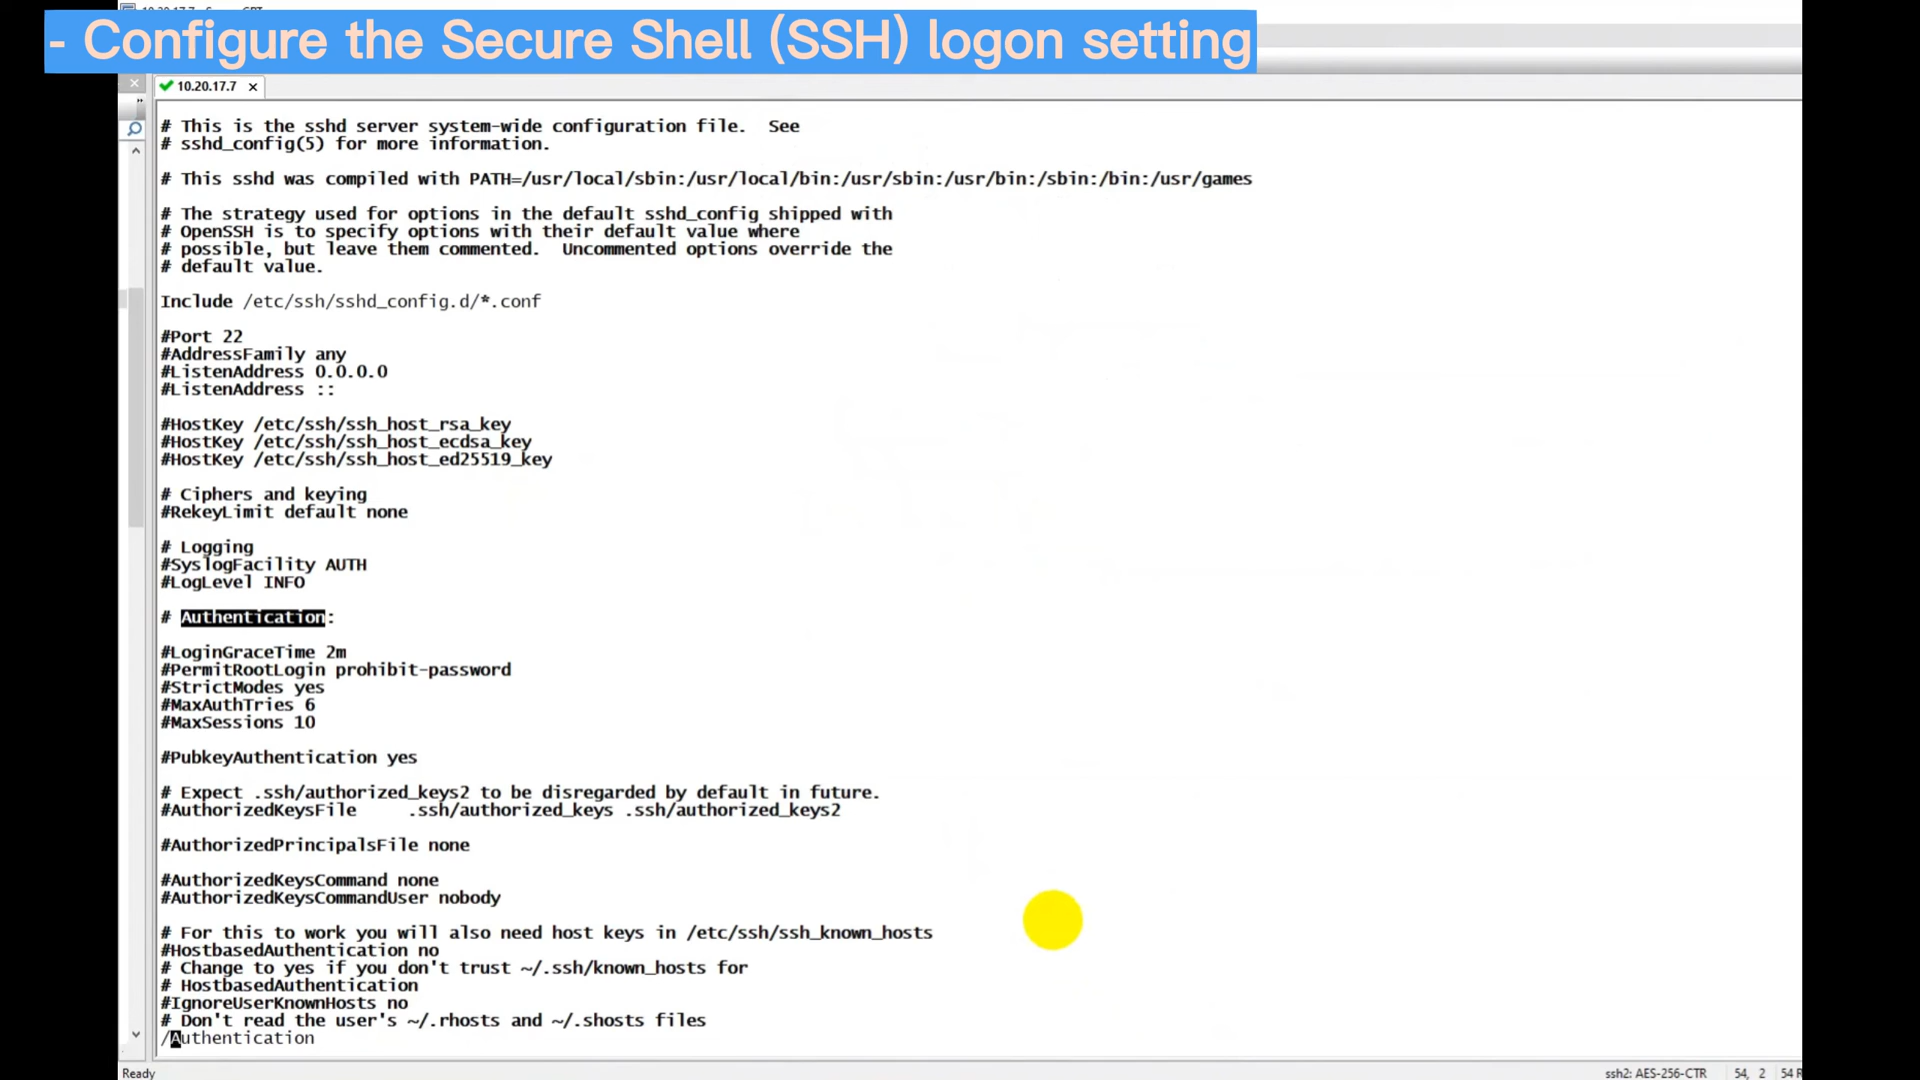 - Configure the Secure Shell (SSH) logon setting
10.20.17.7
# This is the sshd server system-wide configuration file.  See
# sshd_config(5) for more information.
# This sshd was compiled with PATH=/usr/local/sbin:/usr/local/bin:/usr/sbin:/usr/bin:/sbin:/bin:/usr/games
# The strategy used for options in the default sshd_config shipped with
# OpenSSH is to specify options with their default value where
# possible, but leave them commented.  Uncommented options override the
# default value.
Include /etc/ssh/sshd_config.d/*.conf
#Port 22
#AddressFamily any
#ListenAddress 0.0.0.0
#ListenAddress ::
#HostKey /etc/ssh/ssh_host_rsa_key
#HostKey /etc/ssh/ssh_host_ecdsa_key
#HostKey /etc/ssh/ssh_host_ed25519_key
# Ciphers and keying
#RekeyLimit default none
# Logging
#SyslogFacility AUTH
#LogLevel INFO
# Authentication:
#LoginGraceTime 2m
#PermitRootLogin prohibit-password
#StrictModes yes
#MaxAuthTries 6
#MaxSessions 10
#PubkeyAuthentication yes
# Expect .ssh/authorized_keys2 to be disregarded by default in future.
#AuthorizedKeysFile     .ssh/authorized_keys .ssh/authorized_keys2
#AuthorizedPrincipalsFile none
#AuthorizedKeysCommand none
#AuthorizedKeysCommandUser nobody
# For this to work you will also need host keys in /etc/ssh/ssh_known_hosts
#HostbasedAuthentication no
# Change to yes if you don't trust ~/.ssh/known_hosts for
# HostbasedAuthentication
#IgnoreUserKnownHosts no
# Don't read the user's ~/.rhosts and ~/.shosts files
/Authentication
Ready
ssh2: AES-256-CTR 54, 2 54 R